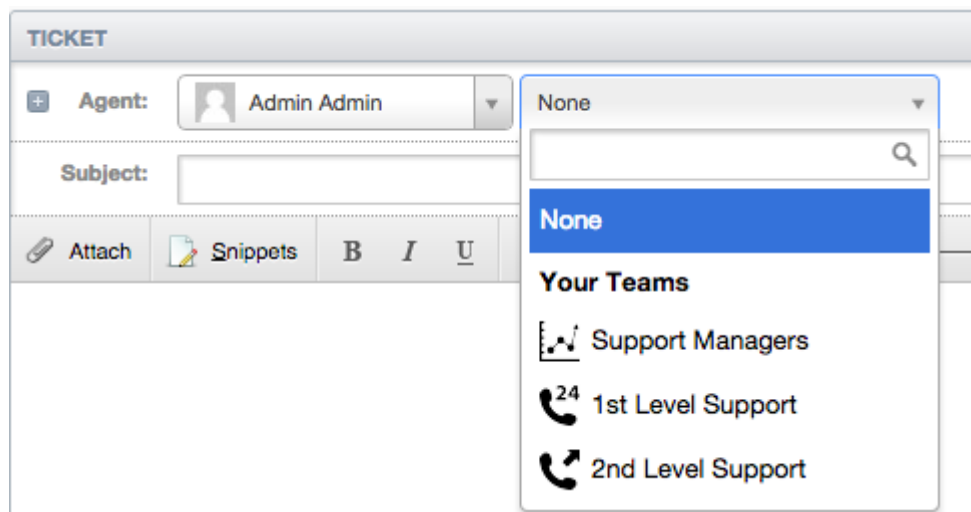 TICKET
Agent: Admin Admin None
Subject:
None
Attach Snippets B I U
Your Teams
Support Managers
24 1st Level Support
2nd Level Support